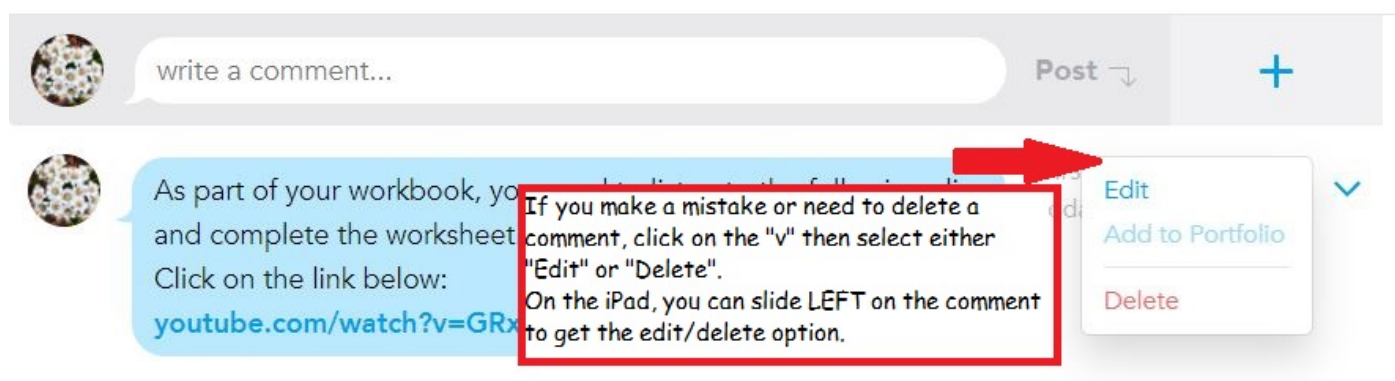 write a comment...
Post
As part of your workbook, you
and complete the worksheet
Click on the link below:
youtube.com/watch?v=GRx
If you make a mistake or need to delete a
comment, click on the "v" then select either
"Edit" or "Delete".
On the iPad, you can slide LEFT on the comment
to get the edit/delete option.
Edit
Add to Portfolio
Delete